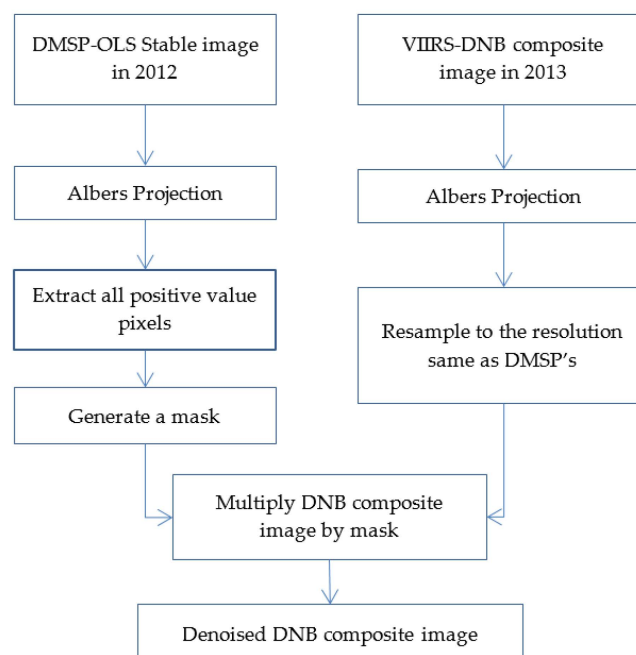 DMSP-OLS Stable image
in 2012
VIIRS-DNB composite
image in 2013
Albers Projection
Albers Projection
Extract all positive value
pixels
Resample to the resolution
same as DMSP's
Generate a mask
Multiply DNB composite
image by mask
Denoised DNB composite image